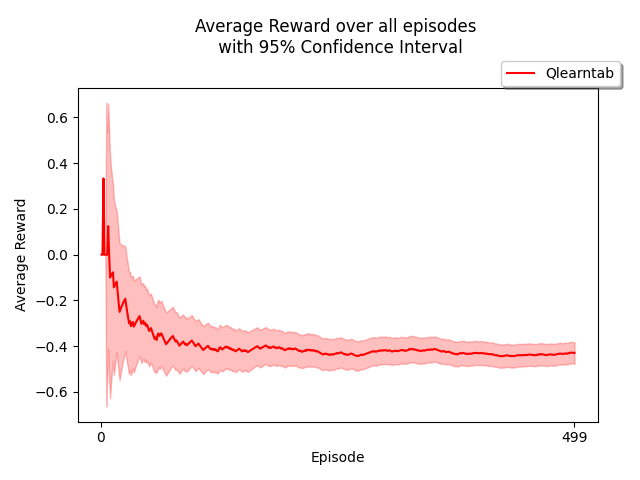 Average Reward over all episodes
with 95% Confidence Interval
Qlearntab
0.6
0.4
0.2
0.0
−0.2
−0.4
−0.6
Average Reward
0
499
Episode